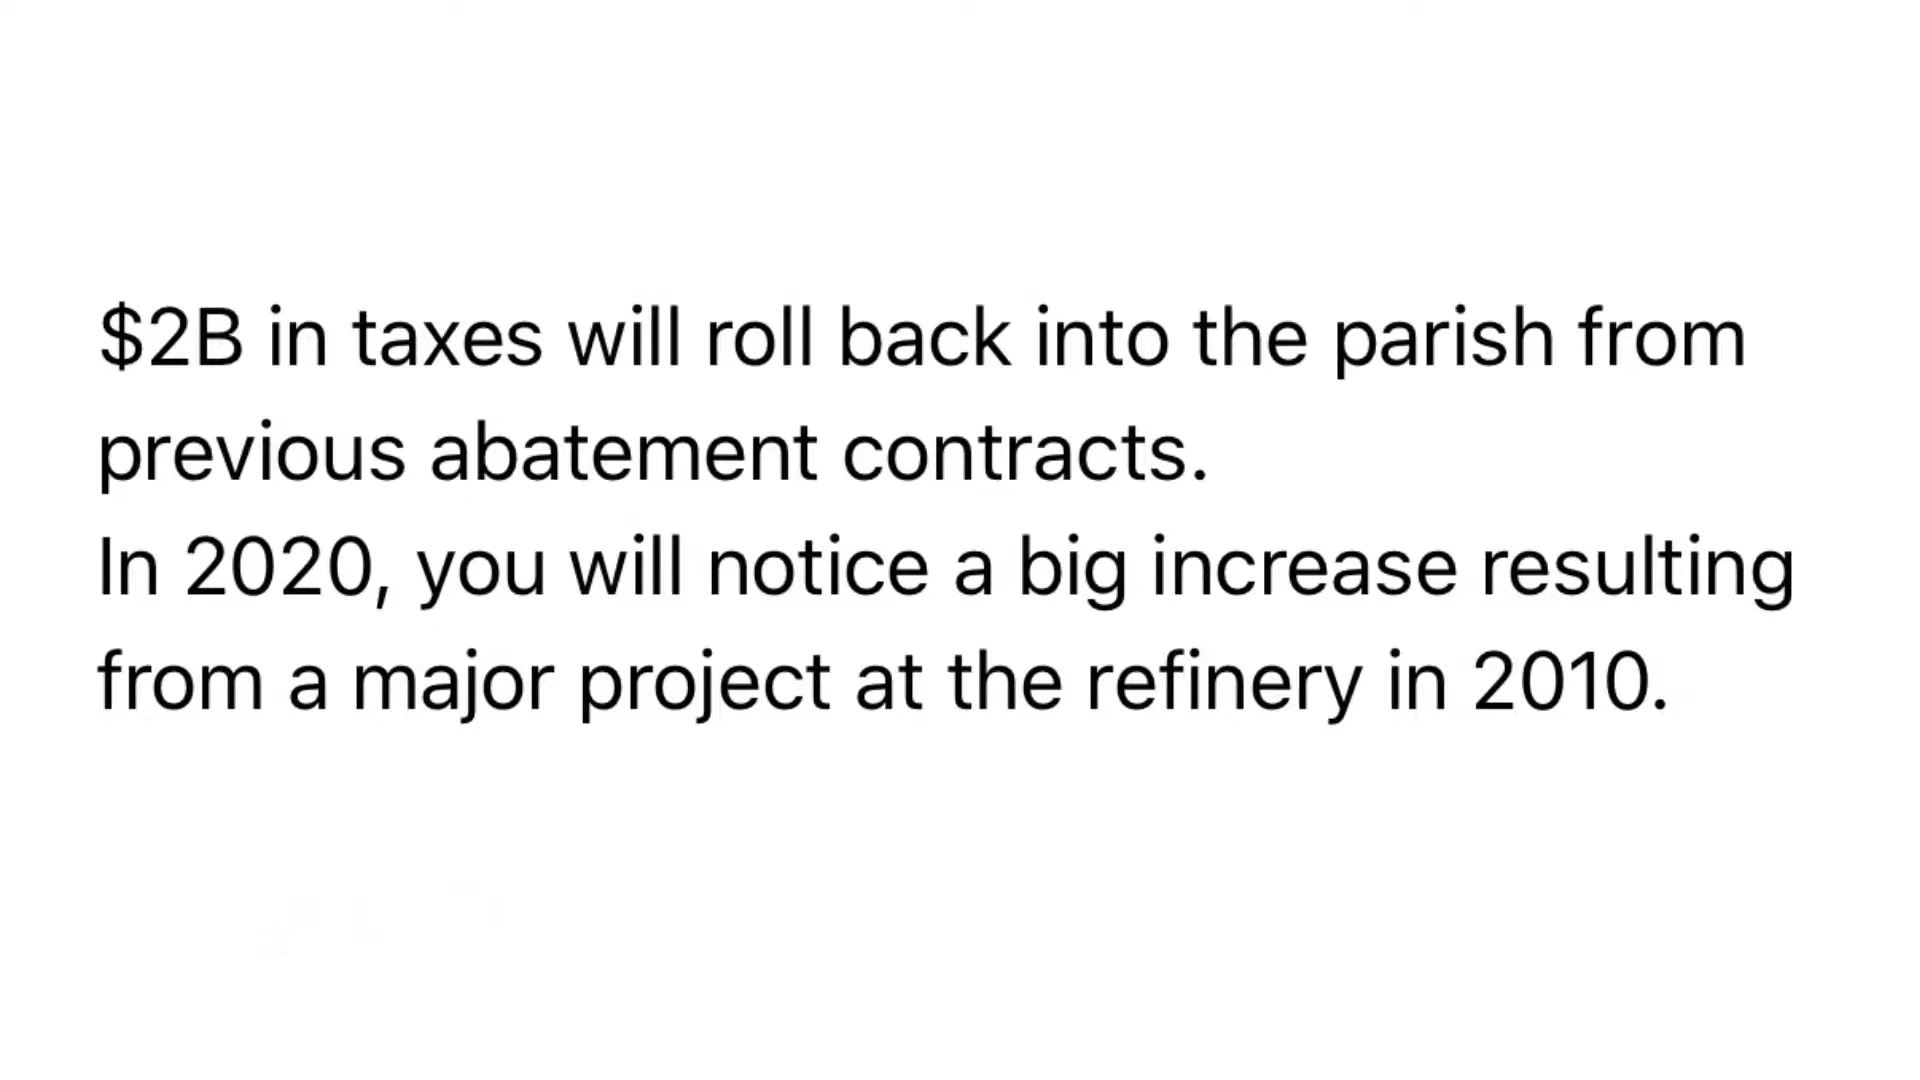 $2B in taxes will roll back into the parish from
previous abatement contracts.
In 2020, you will notice a big increase resulting
from a major project at the refinery in 2010.